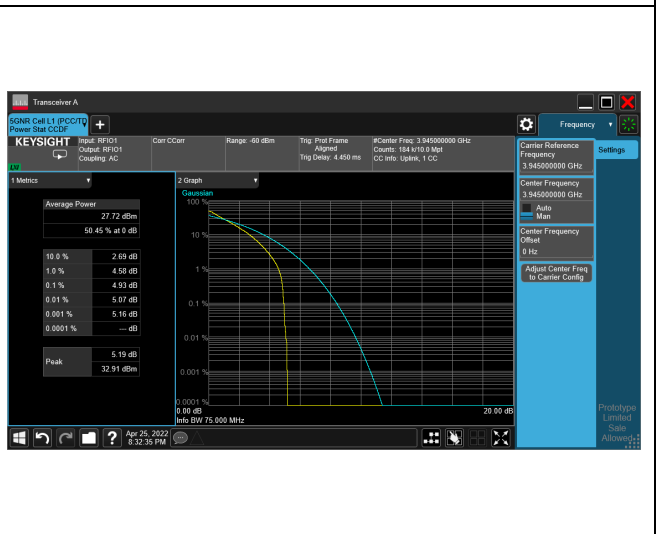 Transceiver A
5GNR Cell L1 (PCC/TD
Power Stat CCDF
+
Frequency
KEYSIGHT
Input: RFIO1
Output: RFIO1
Coupling: AC
Corr CCorr
Range: -60 dBm
Trig: Prot Frame
Aligned
Trig Delay: 4.450 ms
#Center Freq: 3.945000000 GHz
Counts: 184 k/10.0 Mpt
CC Info: Uplink, 1 CC
Carrier Reference
Frequency
3.945000000 GHz
Center Frequency
3.945000000 GHz
Auto
Man
Center Frequency
Offset
0 Hz
Adjust Center Freq
to Carrier Config
Settings
1 Metrics
Average Power
27.72 dBm
50.45 % at 0 dB
10.0 % 2.69 dB
1.0 % 4.58 dB
0.1 % 4.93 dB
0.01 % 5.07 dB
0.001 % 5.16 dB
0.0001 % --- dB
Peak
5.19 dB
32.91 dBm
2 Graph
Gaussian
100 %
10 %
1 %
0.1 %
0.01 %
0.001 %
0.0001 %
0.00 dB
20.00 dB
Info BW 75.000 MHz
?
Apr 25, 2022
8:32:35 PM
Prototype
Limited
Sale
Allowed